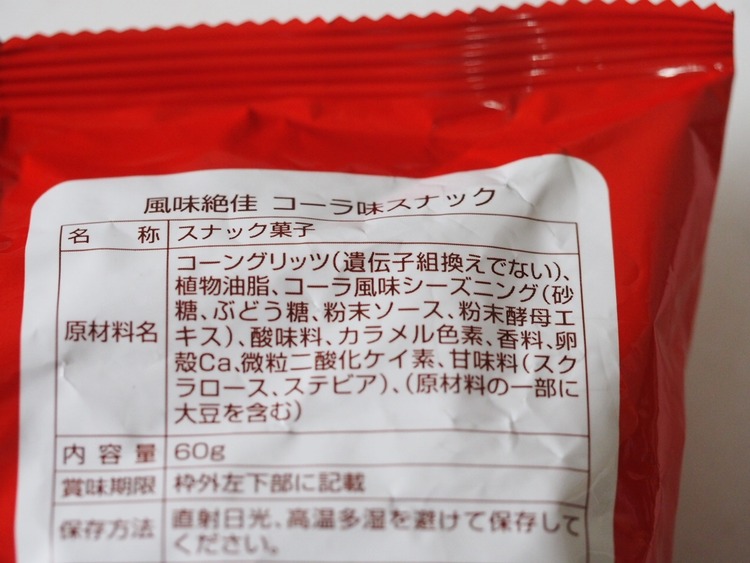 風味絶佳 コーラ味スナック
名 称 スナック菓子
原材料名
コーングリッツ(遺伝子組換えでない)、
植物油脂、コーラ風味シーズニング(砂
糖、ぶどう糖、粉末ソース、粉末酵母エ
キス)、酸味料、カラメル色素、香料、卵
殻Ca、微粒二酸化ケイ素、甘味料(スク
ラロース、ステビア)、(原材料の一部に
大豆を含む)
内容量 60g
賞味期限 枠外左下部に記載
保存方法
直射日光、高温多湿を避けて保存して
ください。